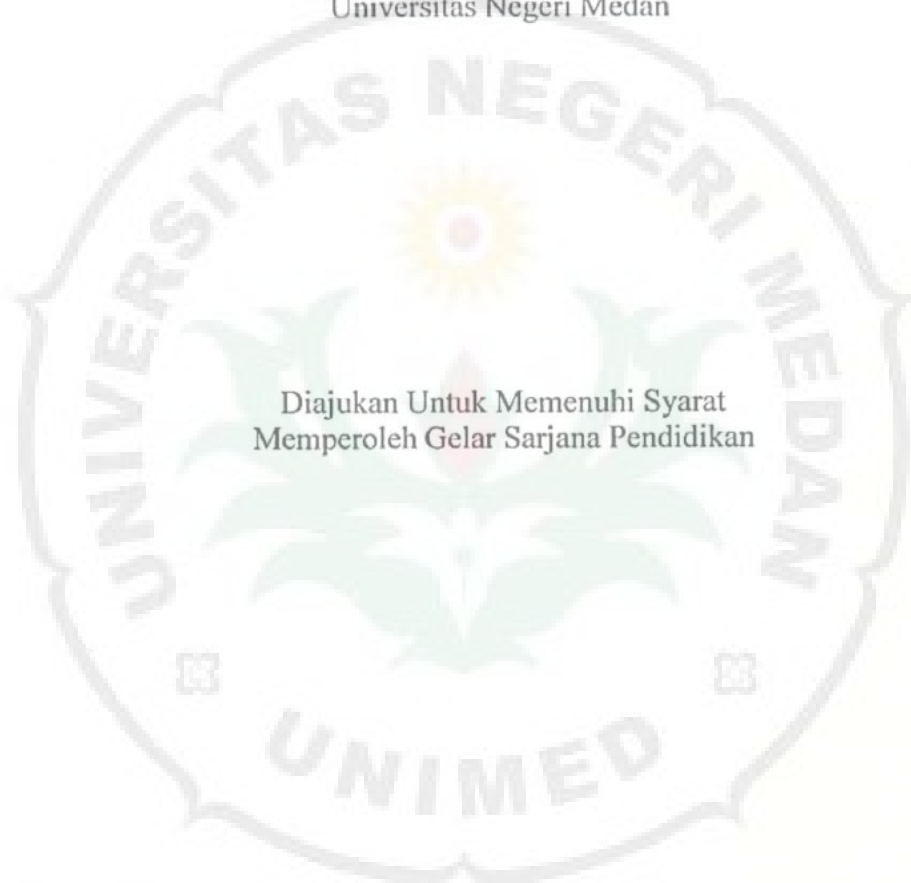 Universitas Negeri Medan
UNIVERSITAS NEGERI MEDAN
Diajukan Untuk Memenuhi Syarat
Memperoleh Gelar Sarjana Pendidikan
UNIMED